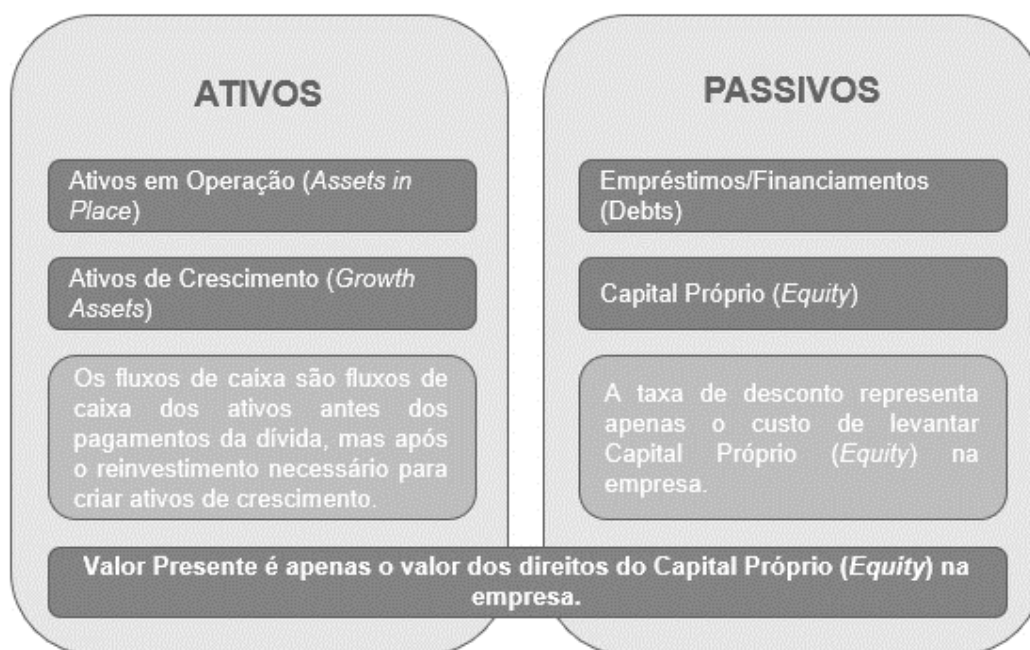 ATIVOS
Ativos em Operação (Assets in
Place)
Ativos de Crescimento (Growth
Assets)
Os fluxos de caixa são fluxos de
caixa dos ativos antes dos
pagamentos da dívida, mas após
o reinvestimento necessário para
criar ativos de crescimento.
PASSIVOS
Empréstimos/Financiamentos
(Debts)
Capital Próprio (Equity)
A taxa de desconto representa
apenas o custo de levantar
Capital Próprio (Equity) na
empresa.
Valor Presente é apenas o valor dos direitos do Capital Próprio (Equity) na
empresa.